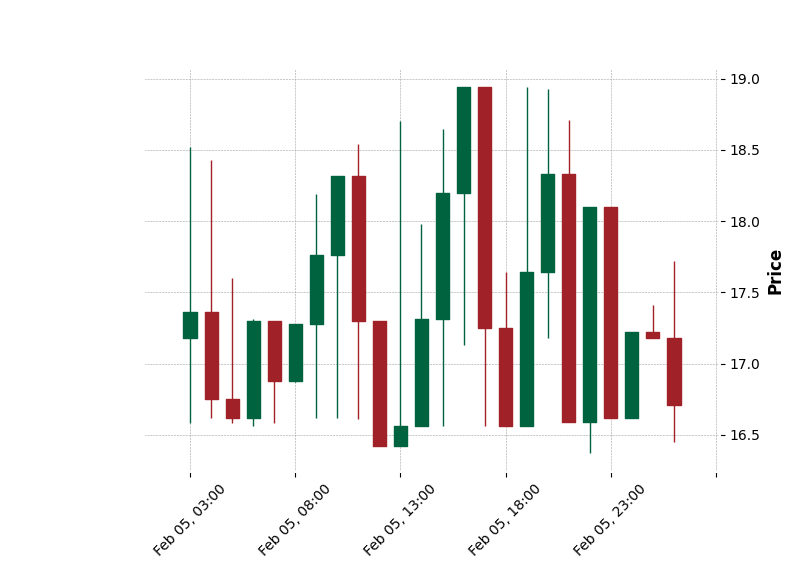 19.0
18.5
18.0
17.5
17.0
16.5
Price
Feb 05, 03:00
Feb 05, 08:00
Feb 05, 13:00
Feb 05, 18:00
Feb 05, 23:00